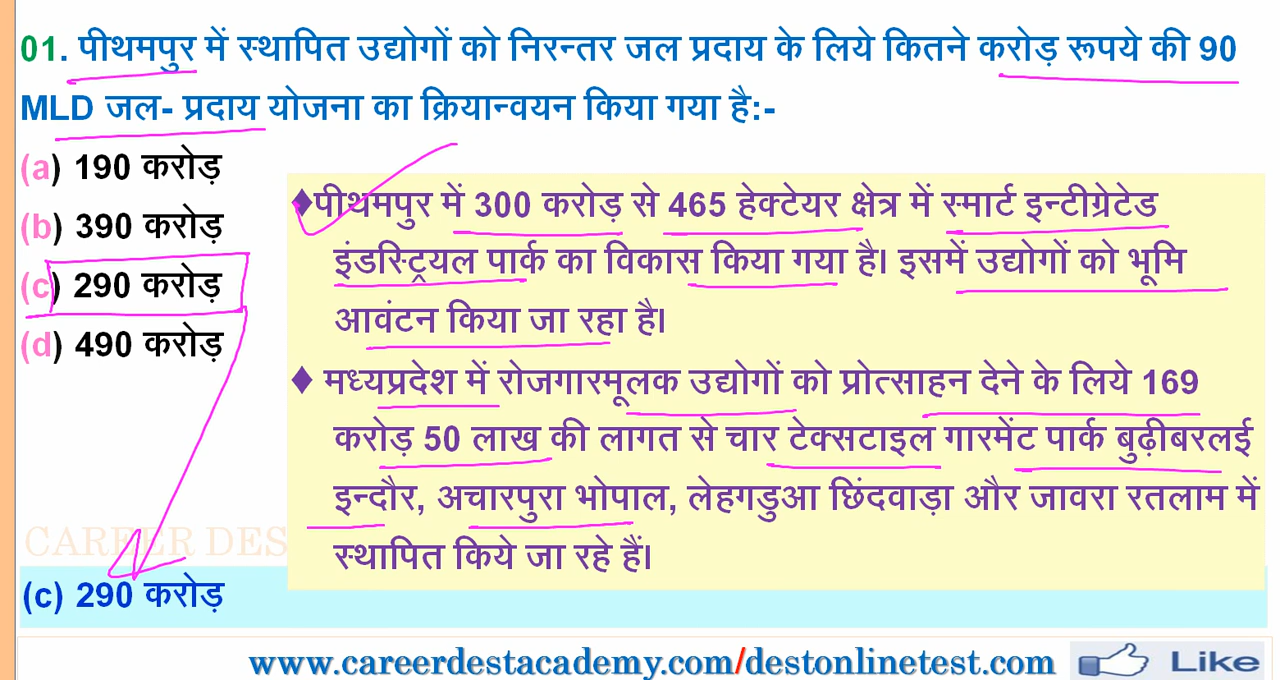 01. पीथमपुर में स्थापित उद्योगों को निरन्तर जल प्रदाय के लिये कितने करोड़ रूपये की 90
MLD जल- प्रदाय योजना का क्रियान्वयन किया गया है:-
(a) 190 करोड़
(b) 390 करोड़
(c) 290 करोड़
(d) 490 करोड़
♦पीथमपुर में 300 करोड़ से 465 हेक्टेयर क्षेत्र में स्मार्ट इन्टीग्रेटेड
इंडस्ट्रियल पार्क का विकास किया गया है। इसमें उद्योगों को भूमि
आवंटन किया जा रहा है।
♦ मध्यप्रदेश में रोजगारमूलक उद्योगों को प्रोत्साहन देने के लिये 169
करोड़ 50 लाख की लागत से चार टेक्सटाइल गारमेंट पार्क बुढ़ीबरलई
इन्दौर, अचारपुरा भोपाल, लेहगडुआ छिंदवाड़ा और जावरा रतलाम में
स्थापित किये जा रहे हैं।
CAREER DES
(c) 290 करोड़
www.careerdestacademy.com/destonlinetest.com Like